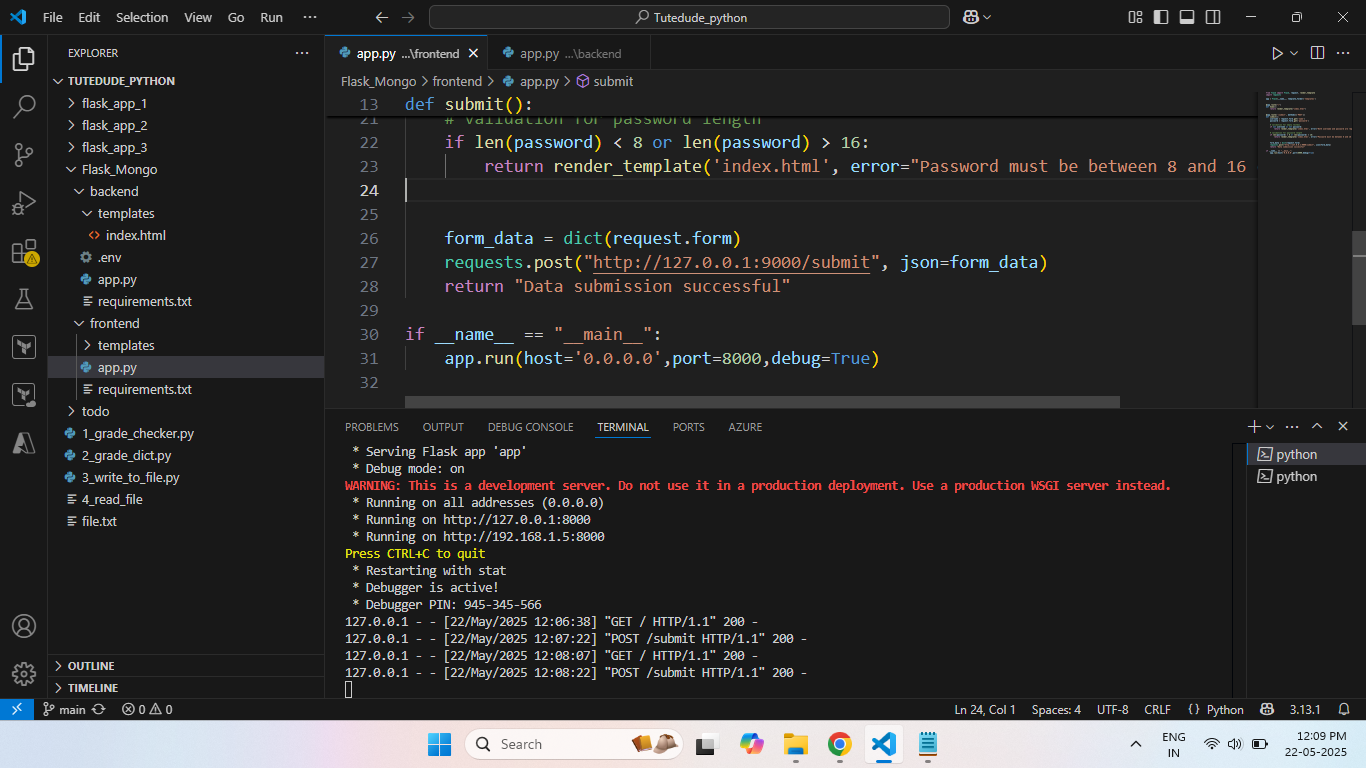 File Edit Selection View Go Run ···
Tutedude_python
EXPLORER ···
TUTEDUDE_PYTHON
flask_app_1
flask_app_2
flask_app_3
Flask_Mongo
backend
templates
<> index.html
.env
app.py
requirements.txt
frontend
templates
app.py
requirements.txt
todo
1_grade_checker.py
2_grade_dict.py
3_write_to_file.py
4_read_file
file.txt
OUTLINE
TIMELINE
app.py ...\frontend
app.py ...\backend
Flask_Mongo > frontend > app.py > submit
13 def submit():
21 # Validation for password length
22 if len(password) < 8 or len(password) > 16:
23 return render_template('index.html', error="Password must be between 8 and 16
24
25
26 form_data = dict(request.form)
27 requests.post("http://127.0.0.1:9000/submit", json=form_data)
28 return "Data submission successful"
29
30 if __name__ == "__main__":
31 app.run(host='0.0.0.0',port=8000,debug=True)
32
PROBLEMS OUTPUT DEBUG CONSOLE TERMINAL PORTS AZURE
* Serving Flask app 'app'
* Debug mode: on
WARNING: This is a development server. Do not use it in a production deployment. Use a production WSGI server instead.
* Running on all addresses (0.0.0.0)
* Running on http://127.0.0.1:8000
* Running on http://192.168.1.5:8000
Press CTRL+C to quit
* Restarting with stat
* Debugger is active!
* Debugger PIN: 945-345-566
127.0.0.1 - - [22/May/2025 12:06:38] "GET / HTTP/1.1" 200 -
127.0.0.1 - - [22/May/2025 12:07:22] "POST /submit HTTP/1.1" 200 -
127.0.0.1 - - [22/May/2025 12:08:07] "GET / HTTP/1.1" 200 -
127.0.0.1 - - [22/May/2025 12:08:22] "POST /submit HTTP/1.1" 200 -
python
python
main 0 0 Ln 24, Col 1 Spaces: 4 UTF-8 CRLF {} Python 3.13.1
Search
ENG
IN
12:09 PM
22-05-2025